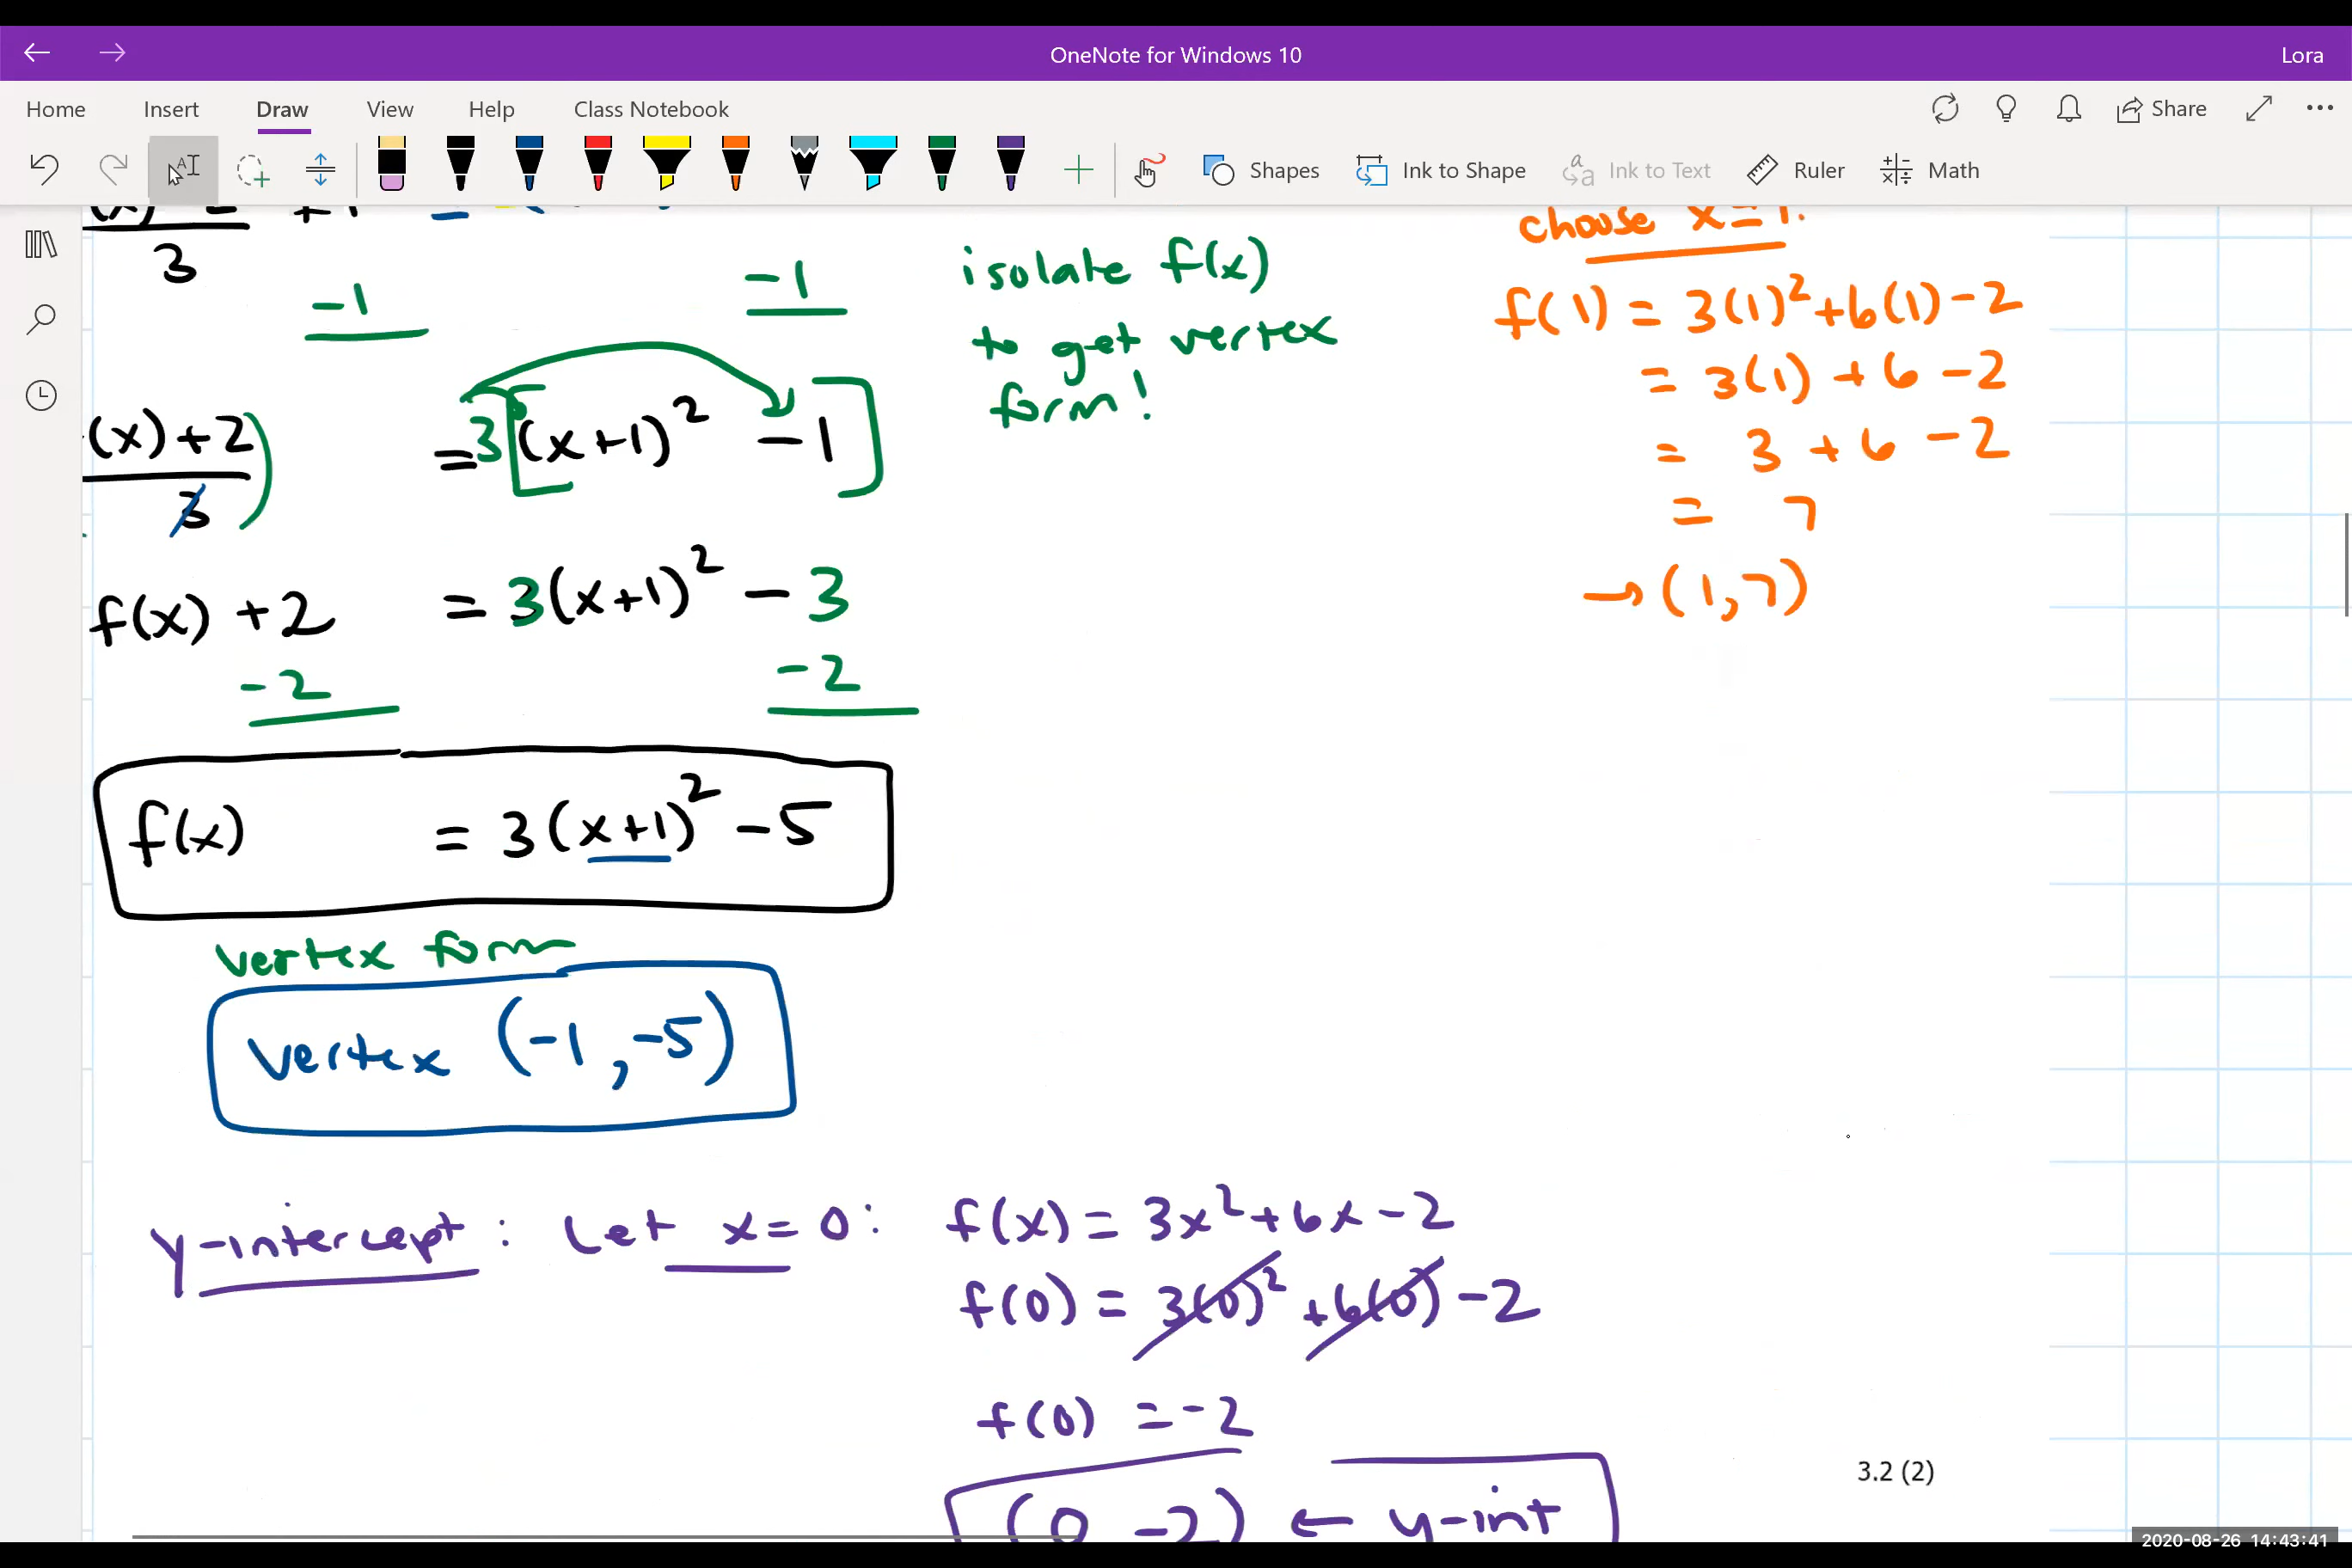 OneNote for Windows 10
Lora
Home Insert Draw View Help Class Notebook
Share
Shapes Ink to Shape Ink to Text Ruler Math
+1
3
-1 -1
isolate f(x)
to get vertex
form!
(x)+2) = 3[(x+1)² -1]
3
f(x) +2 = 3(x+1)² - 3
-2 -2
f(x) = 3(x+1)² - 5
vertex form
vertex (-1, -5)
choose x=1:
f(1) = 3(1)²+6(1)-2
= 3(1) + 6 - 2
= 3 + 6 - 2
= 7
→ (1, 7)
y-intercept: Let x=0: f(x) = 3x²+6x-2
f(0) = 3(0)² +6(0) -2
f(0) = -2
(0 -2) ← y-int
3.2 (2)
2020-08-26 14:43:41